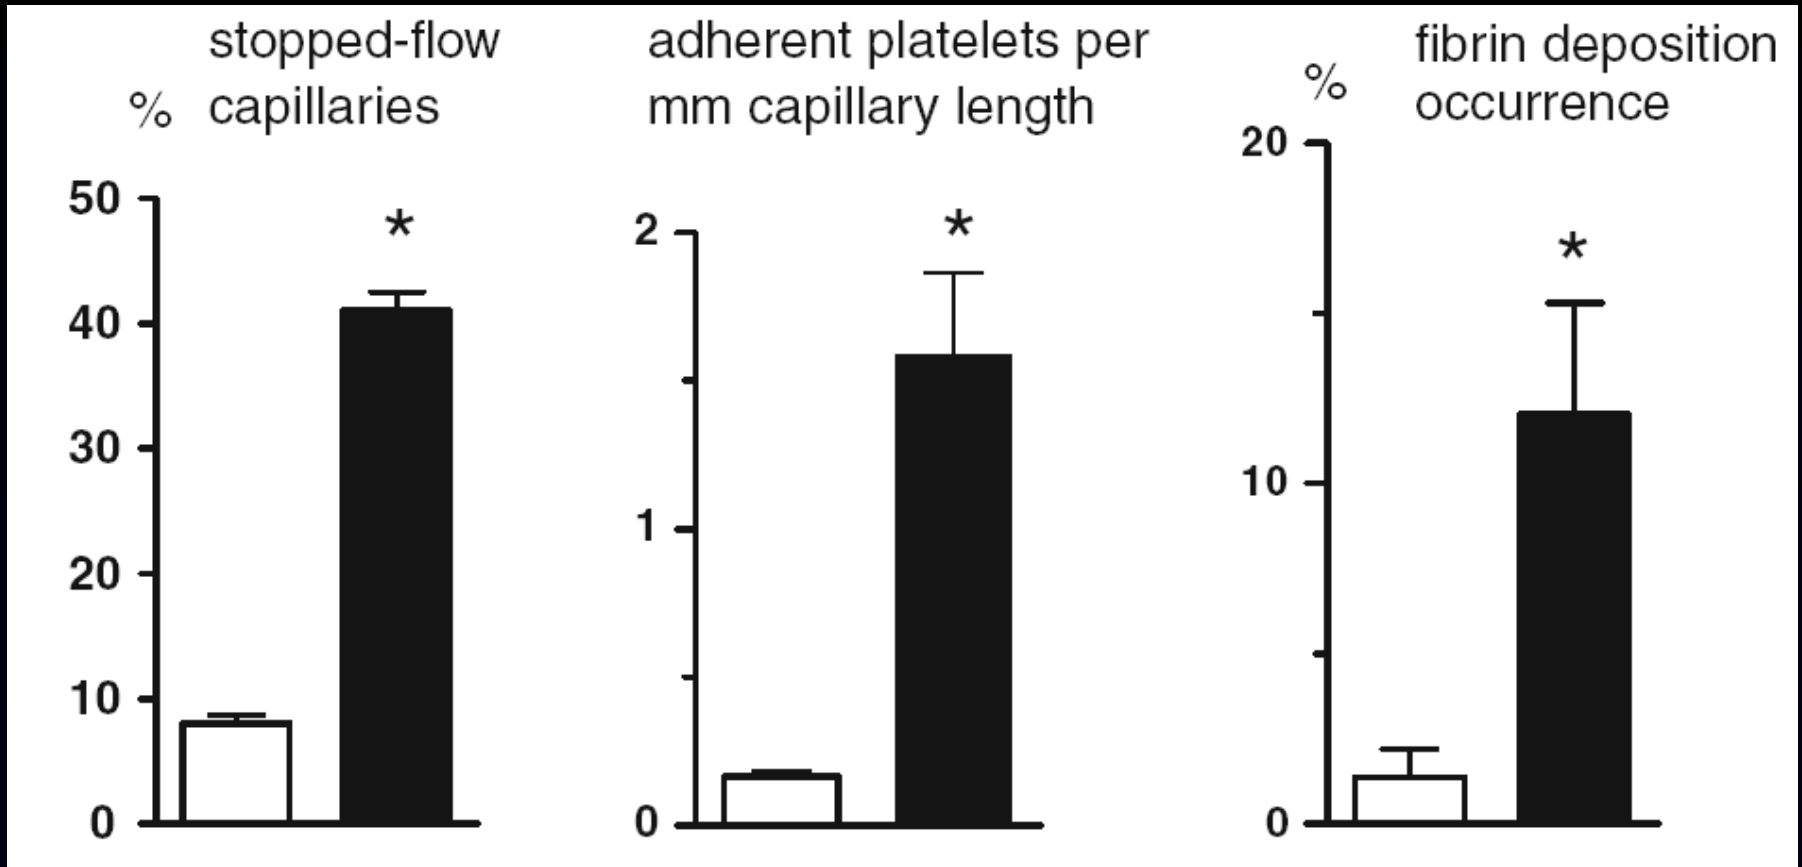 stopped-flow
% capillaries
50
*
40
30
20
10
0
adherent platelets per
mm capillary length
2
*
1
0
fibrin deposition
% occurrence
20
*
10
0